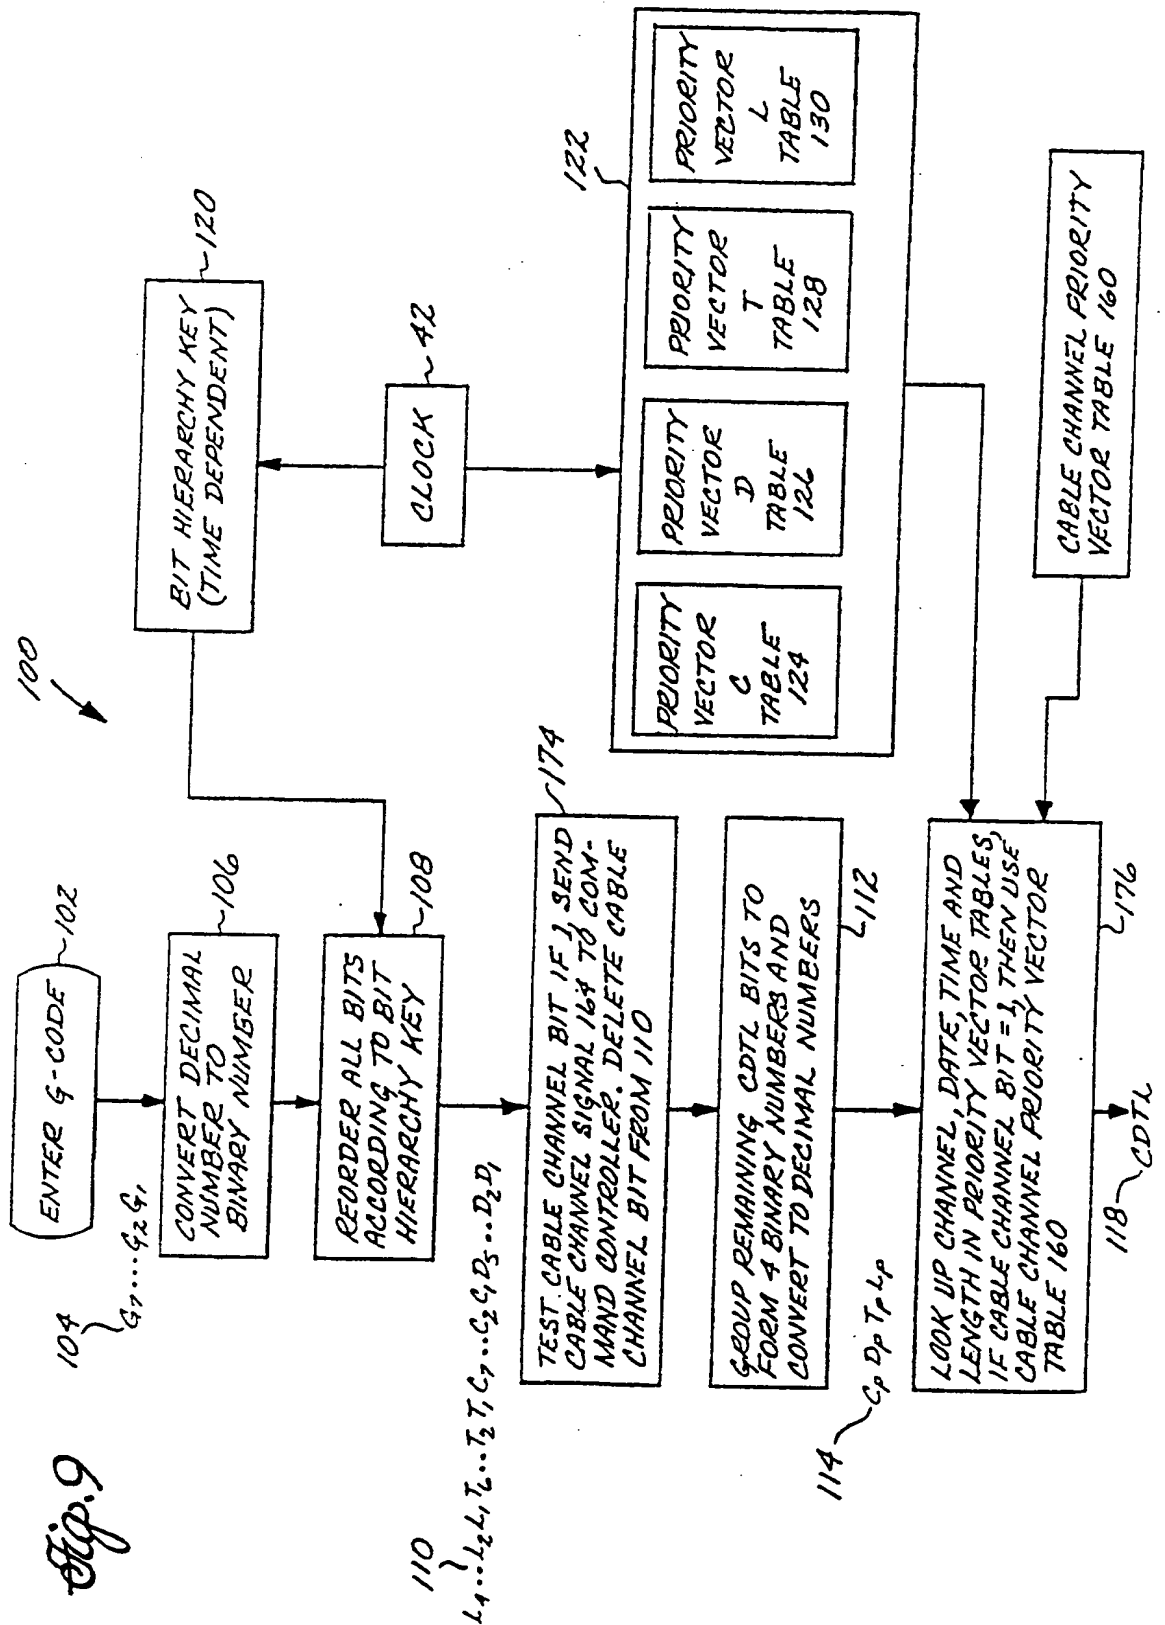 Fig. 9
100
ENTER G-CODE
102
104
G7...G2G1
CONVERT DECIMAL
NUMBER TO
BINARY NUMBER
106
REORDER ALL BITS
ACCORDING TO BIT
HIERARCHY KEY
108
BIT HIERARCHY KEY
(TIME DEPENDENT)
120
CLOCK
42
110
L4...L2L1T6...T2T1C7...C2C1D5...D2D1
TEST CABLE CHANNEL BIT IF 1, SEND
CABLE CHANNEL SIGNAL 164 TO COM-
MAND CONTROLLER. DELETE CABLE
CHANNEL BIT FROM 110
174
122
PRIORITY
VECTOR
C
TABLE
124
PRIORITY
VECTOR
D
TABLE
126
PRIORITY
VECTOR
T
TABLE
128
PRIORITY
VECTOR
L
TABLE
130
GROUP REMAINING CDTL BITS TO
FORM 4 BINARY NUMBERS AND
CONVERT TO DECIMAL NUMBERS
112
114
CP DP TP LP
LOOK UP CHANNEL, DATE, TIME AND
LENGTH IN PRIORITY VECTOR TABLES,
IF CABLE CHANNEL BIT = 1, THEN USE
CABLE CHANNEL PRIORITY VECTOR
TABLE 160
176
CABLE CHANNEL PRIORITY
VECTOR TABLE 160
118
CDTL